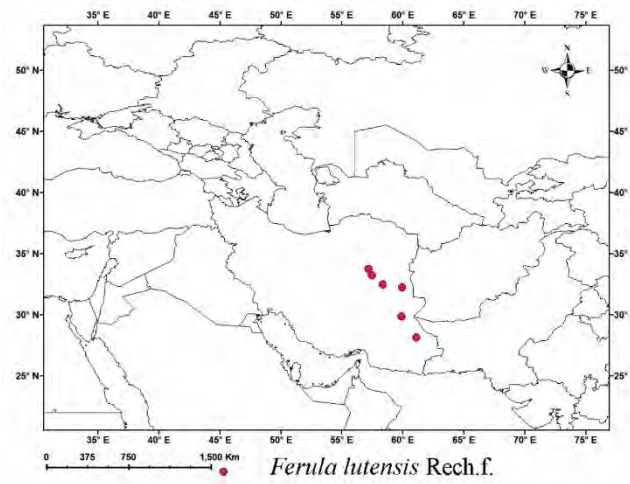 35° E 40° E 45° E 50° E 55° E 60° E 65° E 70° E 75° E
N
W E
S
50° N 50° N
45° N 45° N
40° N 40° N
35° N 35° N
30° N 30° N
25° N 25° N
35° E 40° E 45° E 50° E 55° E 60° E 65° E 70° E 75° E
0 375 750 1,500 Km
Ferula lutensis Rech.f.